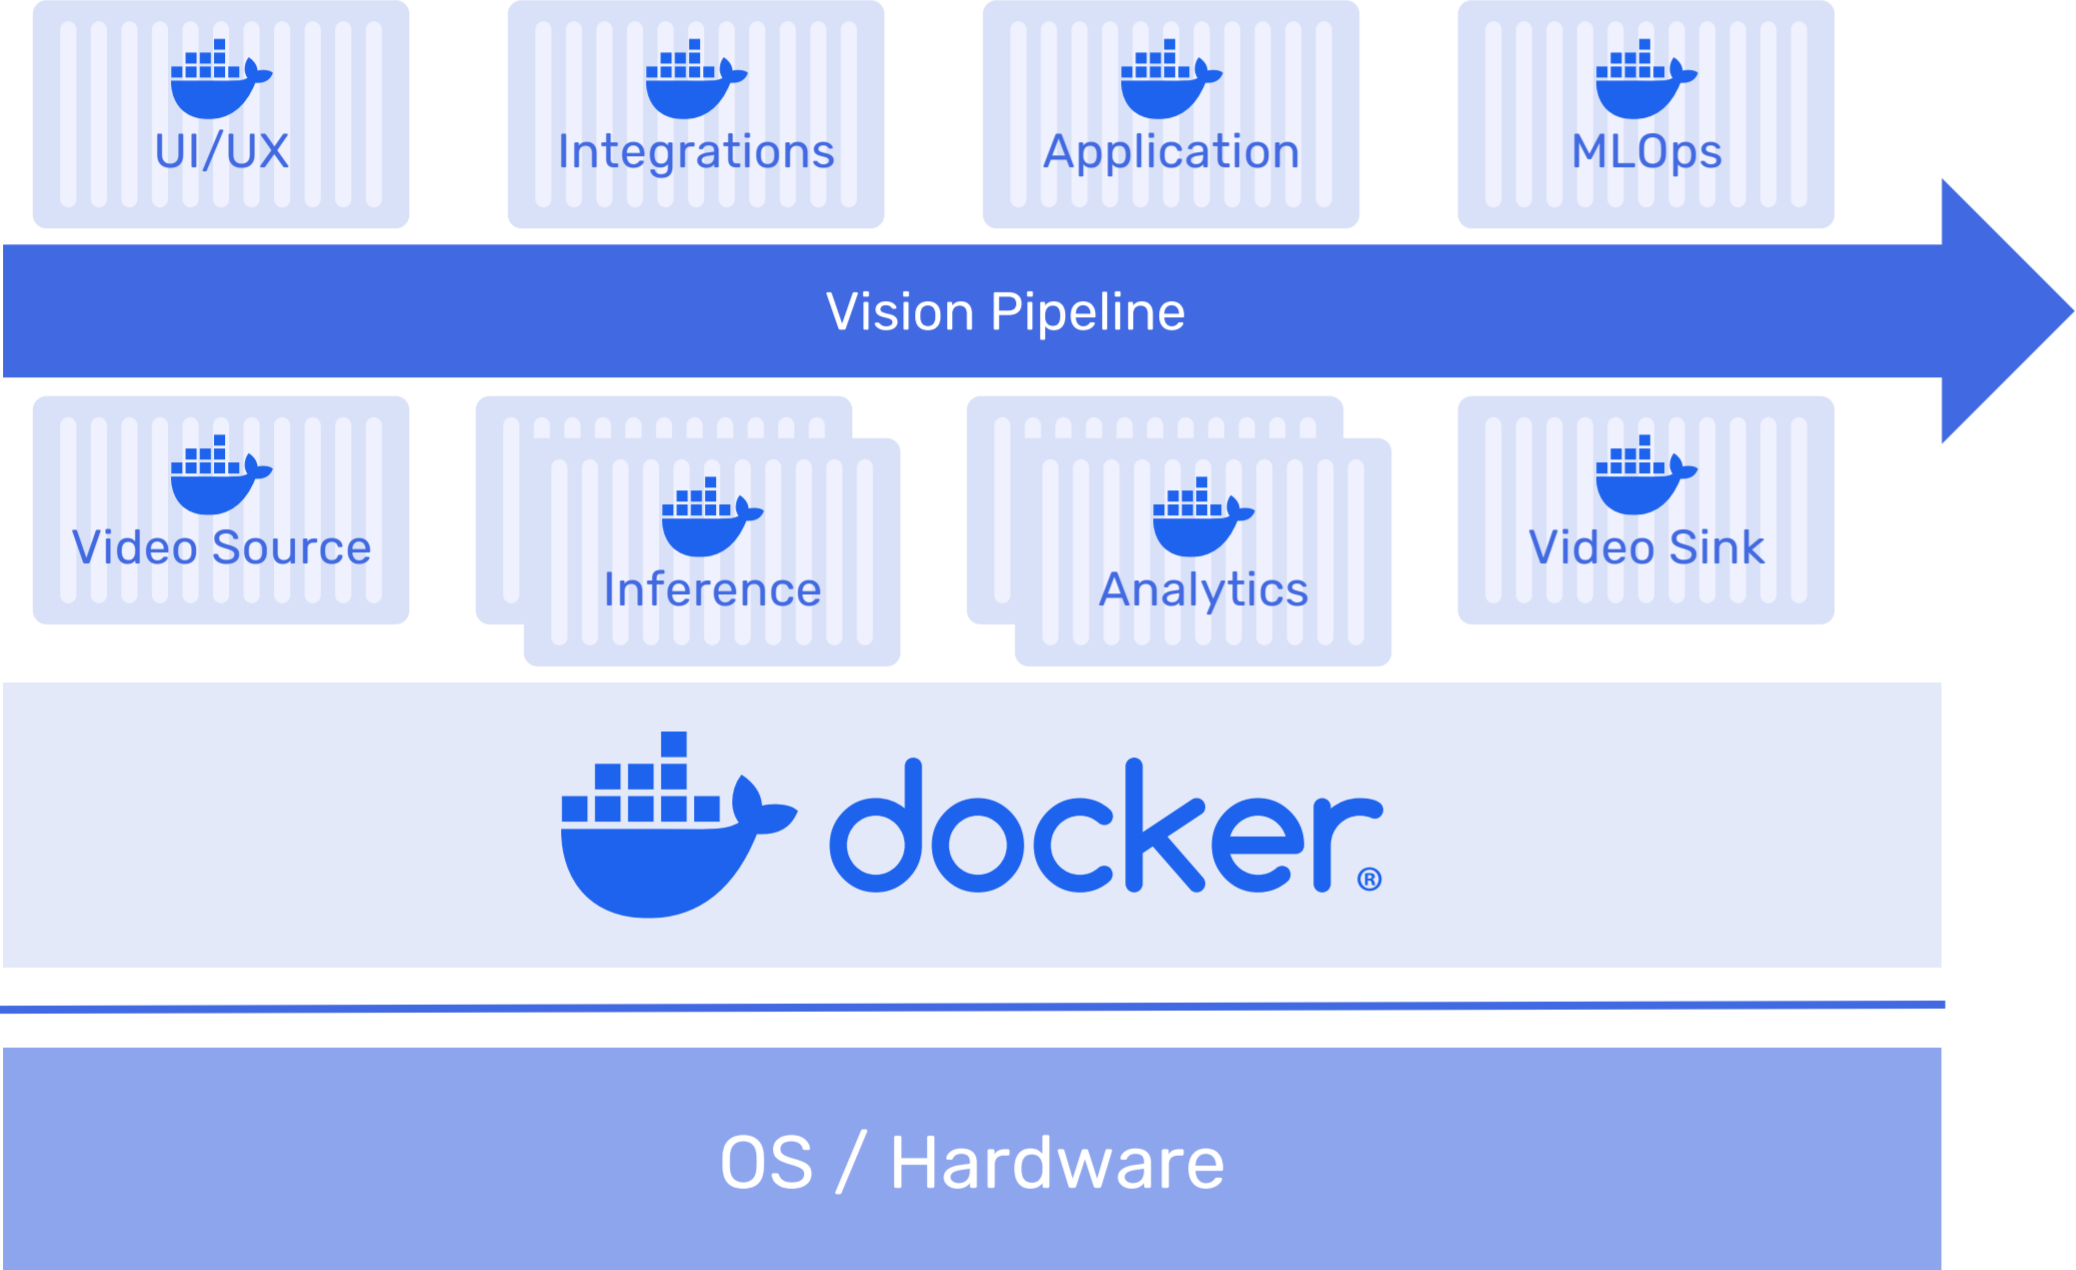 UI/UX
Integrations
Application
MLOps
Vision Pipeline
Video Source
Inference
Analytics
Video Sink
docker®
OS / Hardware